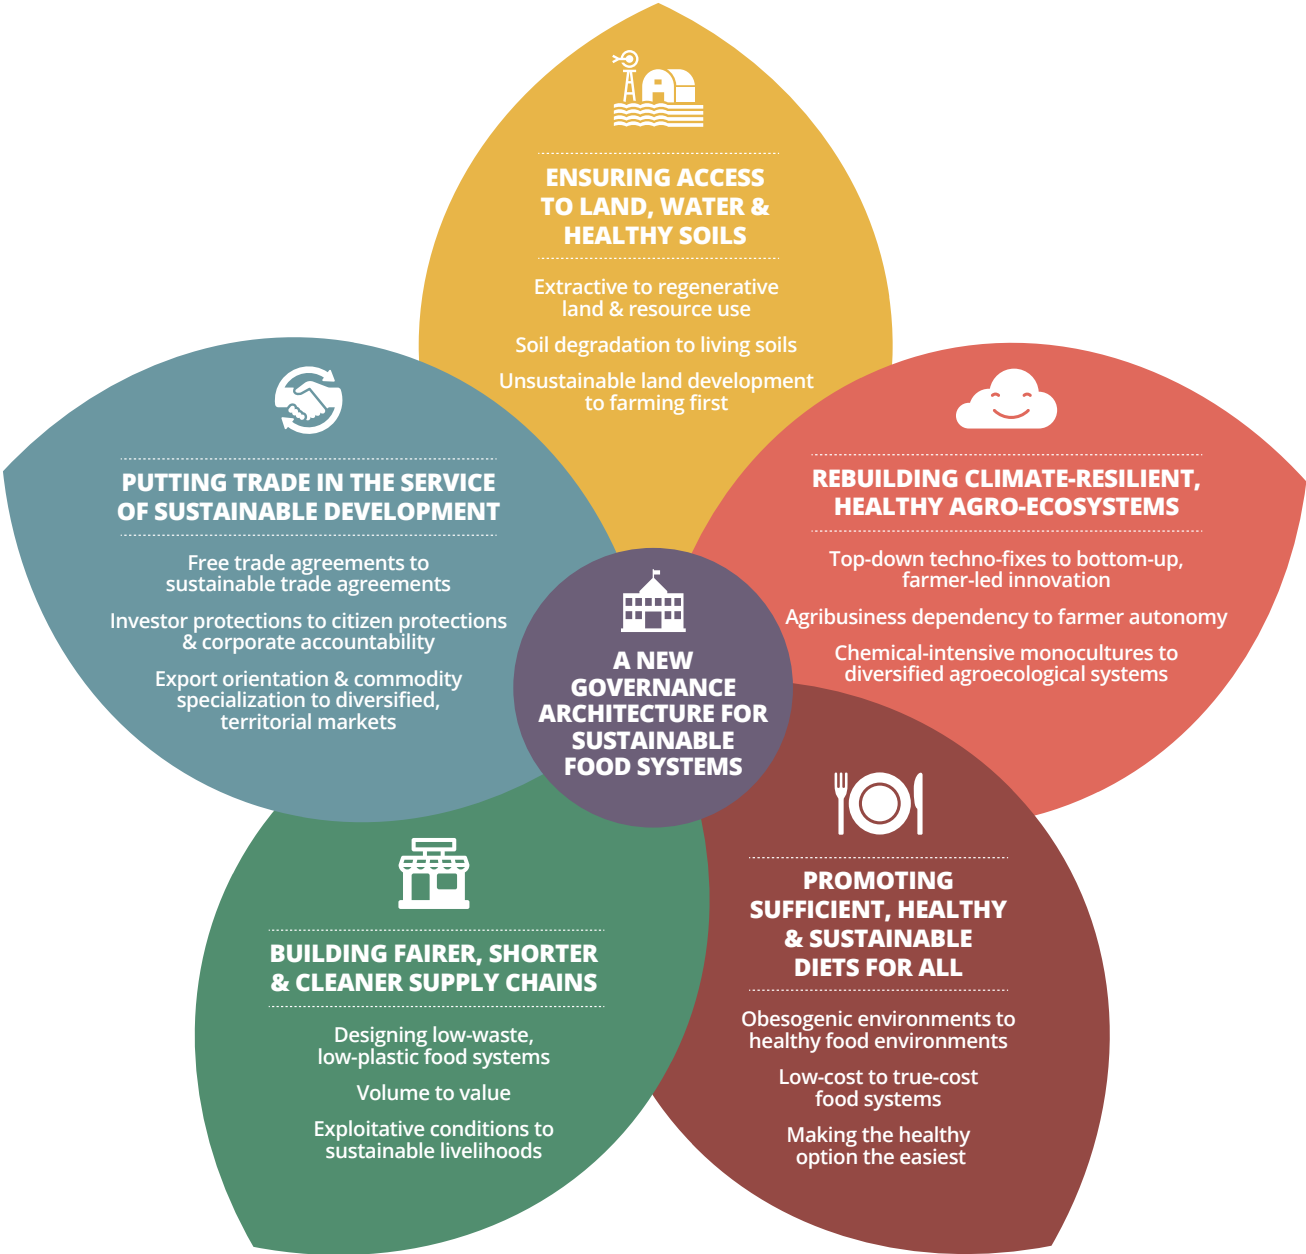 ENSURING ACCESS
TO LAND, WATER &
HEALTHY SOILS
Extractive to regenerative
land & resource use
Soil degradation to living soils
Unsustainable land development
to farming first
PUTTING TRADE IN THE SERVICE
OF SUSTAINABLE DEVELOPMENT
Free trade agreements to
sustainable trade agreements
Investor protections to citizen protections
& corporate accountability
Export orientation & commodity
specialization to diversified,
territorial markets
REBUILDING CLIMATE-RESILIENT,
HEALTHY AGRO-ECOSYSTEMS
Top-down techno-fixes to bottom-up,
farmer-led innovation
Agribusiness dependency to farmer autonomy
Chemical-intensive monocultures to
diversified agroecological systems
A NEW
GOVERNANCE
ARCHITECTURE FOR
SUSTAINABLE
FOOD SYSTEMS
BUILDING FAIRER, SHORTER
& CLEANER SUPPLY CHAINS
Designing low-waste,
low-plastic food systems
Volume to value
Exploitative conditions to
sustainable livelihoods
PROMOTING
SUFFICIENT, HEALTHY
& SUSTAINABLE
DIETS FOR ALL
Obesogenic environments to
healthy food environments
Low-cost to true-cost
food systems
Making the healthy
option the easiest